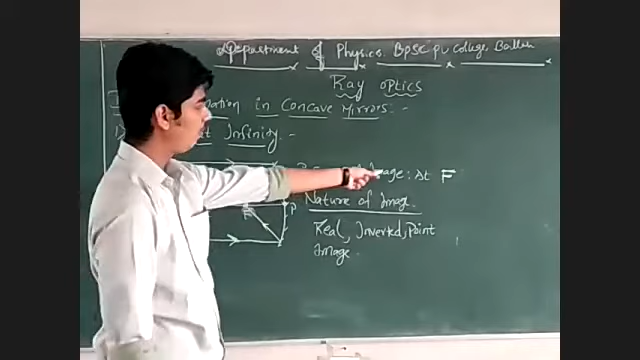 Department of Physics. BPSC PU College Ballari
Ray optics
in Concave Mirrors:-
Infinity:-
Image: At F
P
F
Nature of Image.
Real, Inverted, Point
Image.